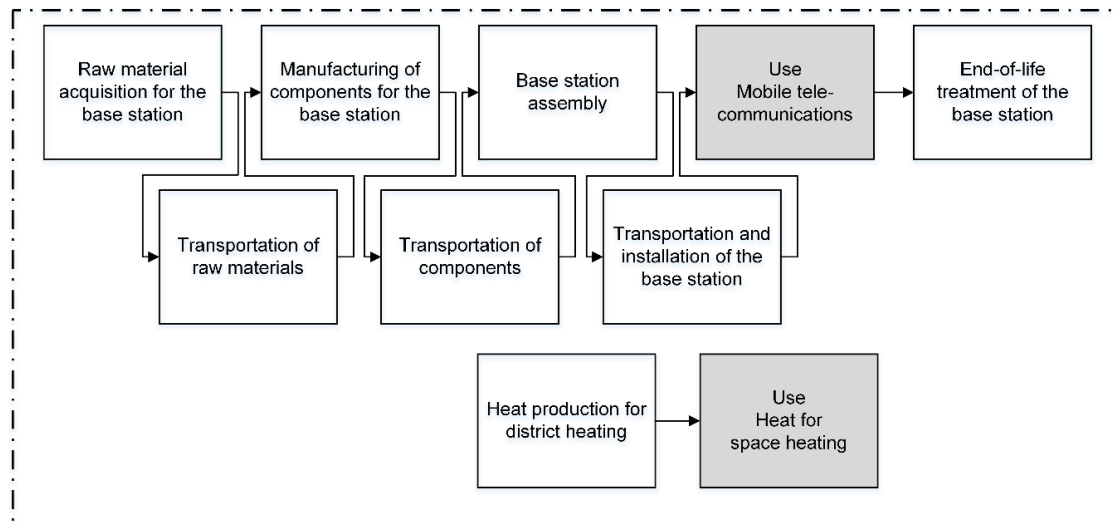 Raw material
acquisition for the
base station
Manufacturing of
components for the
base station
Base station
assembly
Use
Mobile tele-
communications
End-of-life
treatment of the
base station
Transportation of
raw materials
Transportation of
components
Transportation and
installation of the
base station
Heat production for
district heating
Use
Heat for
space heating